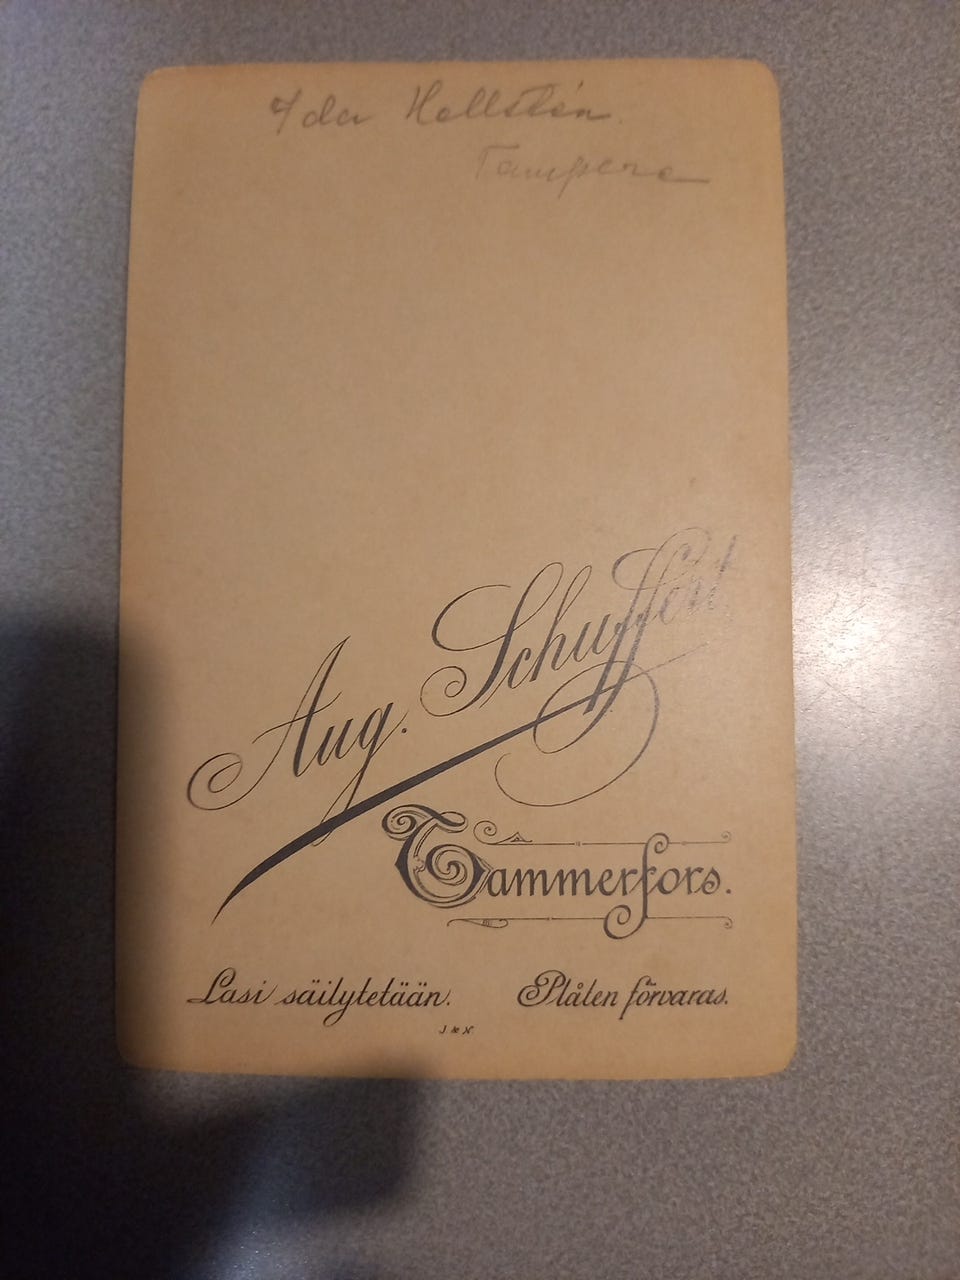 Ida Hellstén.
Tampere
Aug. Schuffert
Tammerfors.
Lasi säilytetään. Plåten förvaras.
J & N